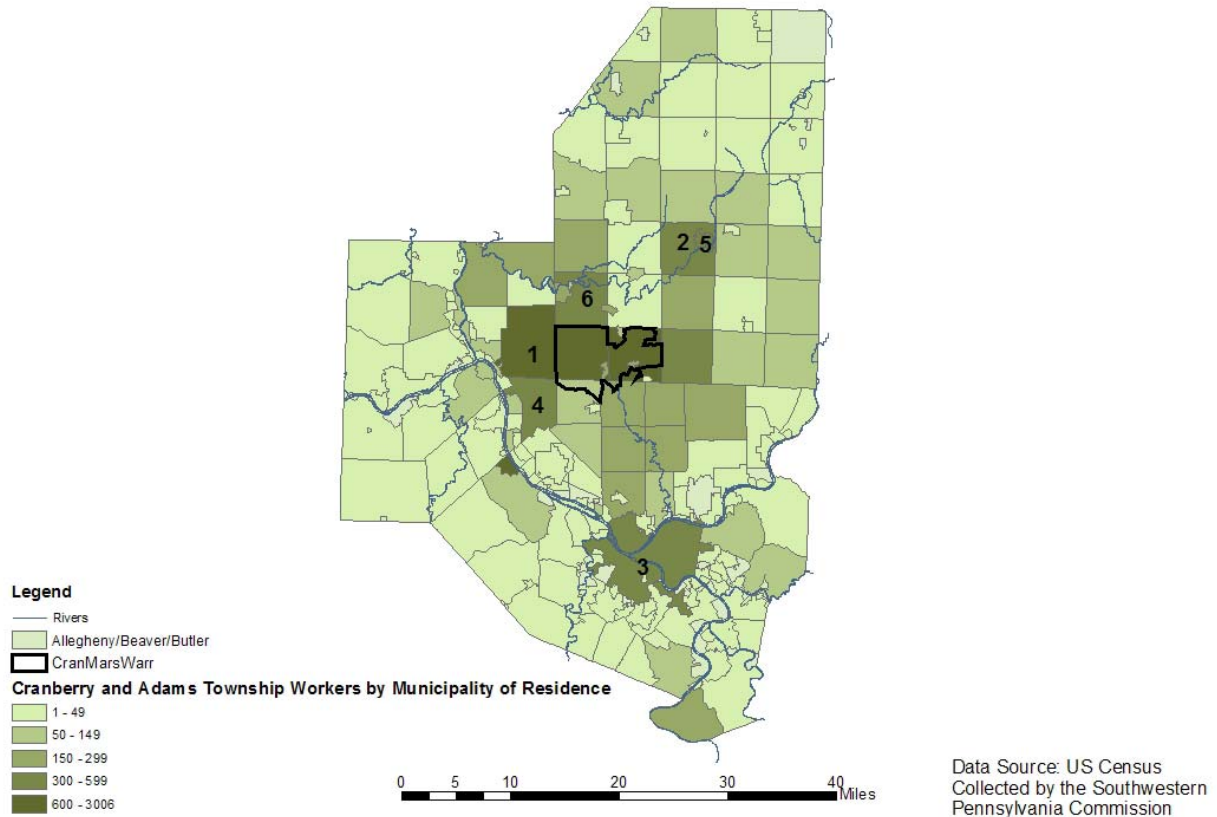 2 5
6
1
4
3
Legend
Rivers
Allegheny/Beaver/Butler
CranMarsWarr
Cranberry and Adams Township Workers by Municipality of Residence
1 - 49
50 - 149
150 - 299
300 - 599
600 - 3006
0 5 10 20 30 40
Miles
Data Source: US Census
Collected by the Southwestern
Pennsylvania Commission